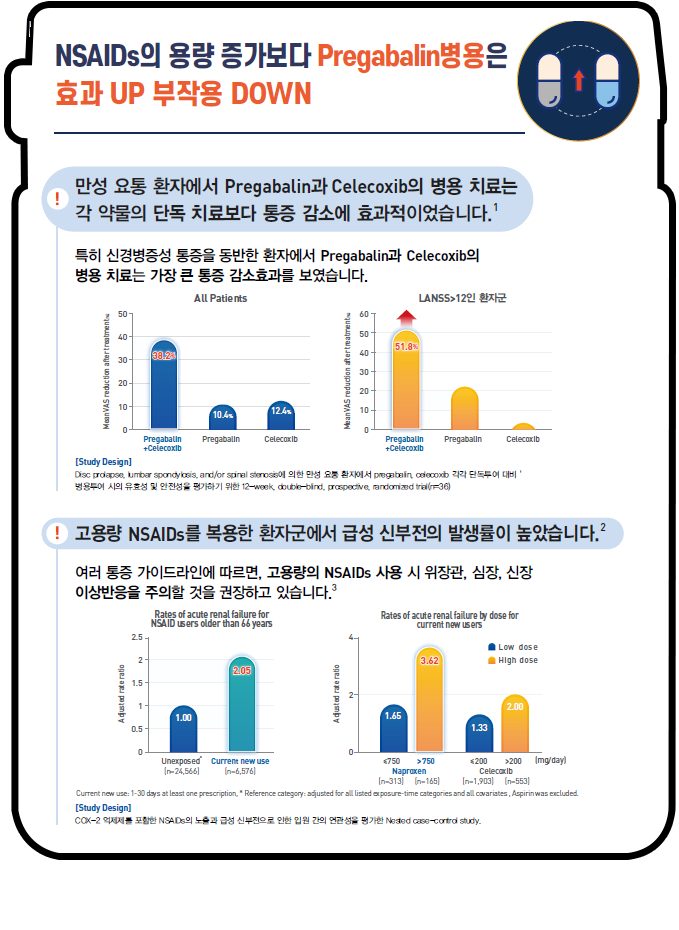 NSAIDs의 용량 증가보다 Pregabalin병용은
효과 UP 부작용 DOWN
! 만성 요통 환자에서 Pregabalin과 Celecoxib의 병용 치료는
각 약물의 단독 치료보다 통증 감소에 효과적이었습니다.1
특히 신경병증성 통증을 동반한 환자에서 Pregabalin과 Celecoxib의
병용 치료는 가장 큰 통증 감소효과를 보였습니다.
All Patients
MeanVAS reduction after treatment%
50
40
30
20
10
0
38.2%
10.4%
12.4%
Pregabalin
+Celecoxib
Pregabalin
Celecoxib
LANSS>12인 환자군
MeanVAS reduction after treatment%
60
50
40
30
20
10
0
51.8%
Pregabalin
+Celecoxib
Pregabalin
Celecoxib
[Study Design]
Disc prolapse, lumbar spondylosis, and/or spinal stenosis에 의한 만성 요통 환자에서 pregabalin, celecoxib 각각 단독투여 대비
병용투여 시의 유효성 및 안전성을 평가하기 위한 12-week, double-blind, prospective, randomized trial(n=36)
! 고용량 NSAIDs를 복용한 환자군에서 급성 신부전의 발생률이 높았습니다.2
여러 통증 가이드라인에 따르면, 고용량의 NSAIDs 사용 시 위장관, 심장, 신장
이상반응을 주의할 것을 권장하고 있습니다.3
Rates of acute renal failure for
NSAID users older than 66 years
Adjusted rate ratio
2.5
2
1.5
1
0.5
0
1.00
2.05
Unexposed*
(n=24,566)
Current new use
(n=6,576)
Rates of acute renal failure by dose for
current new users
Adjusted rate ratio
4
2
0
Low dose
High dose
1.65
3.62
1.33
2.00
≤750 >750 ≤200 >200 (mg/day)
Naproxen Celecoxib
(n=313) (n=165) (n=1,903) (n=553)
Current new use: 1-30 days at least one prescription, * Reference category: adjusted for all listed exposure-time categories and all covariates , Aspirin was excluded.
[Study Design]
COX-2 억제제를 포함한 NSAIDs의 노출과 급성 신부전으로 인한 입원 간의 연관성을 평가한 Nested case-control study.